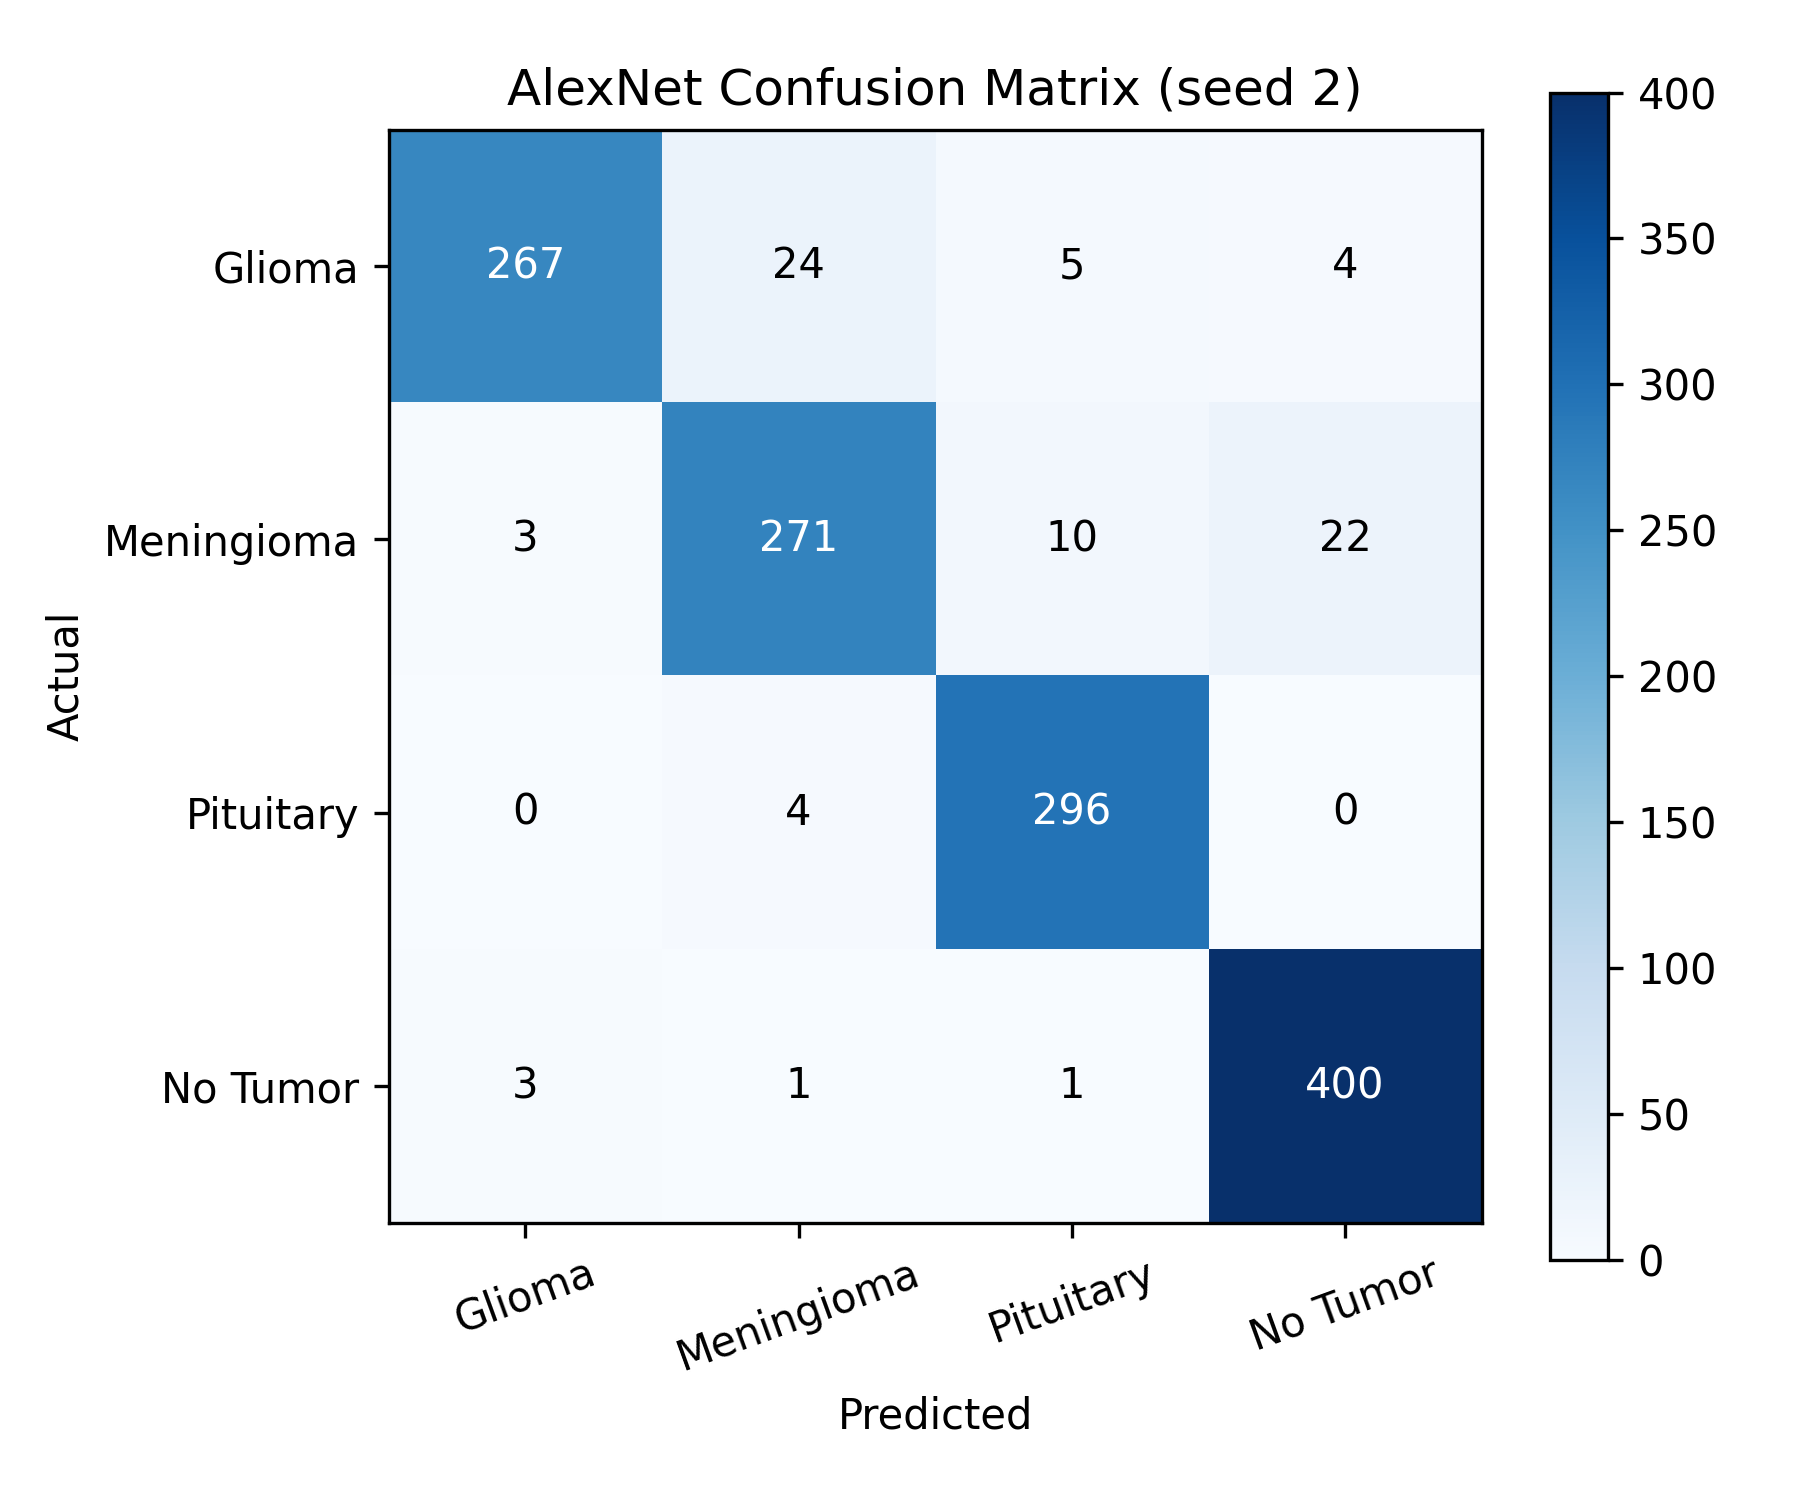 AlexNet Confusion Matrix (seed 2)
Actual
Glioma 267 24 5 4
Meningioma 3 271 10 22
Pituitary 0 4 296 0
No Tumor 3 1 1 400
Glioma Meningioma Pituitary No Tumor
Predicted
400
350
300
250
200
150
100
50
0